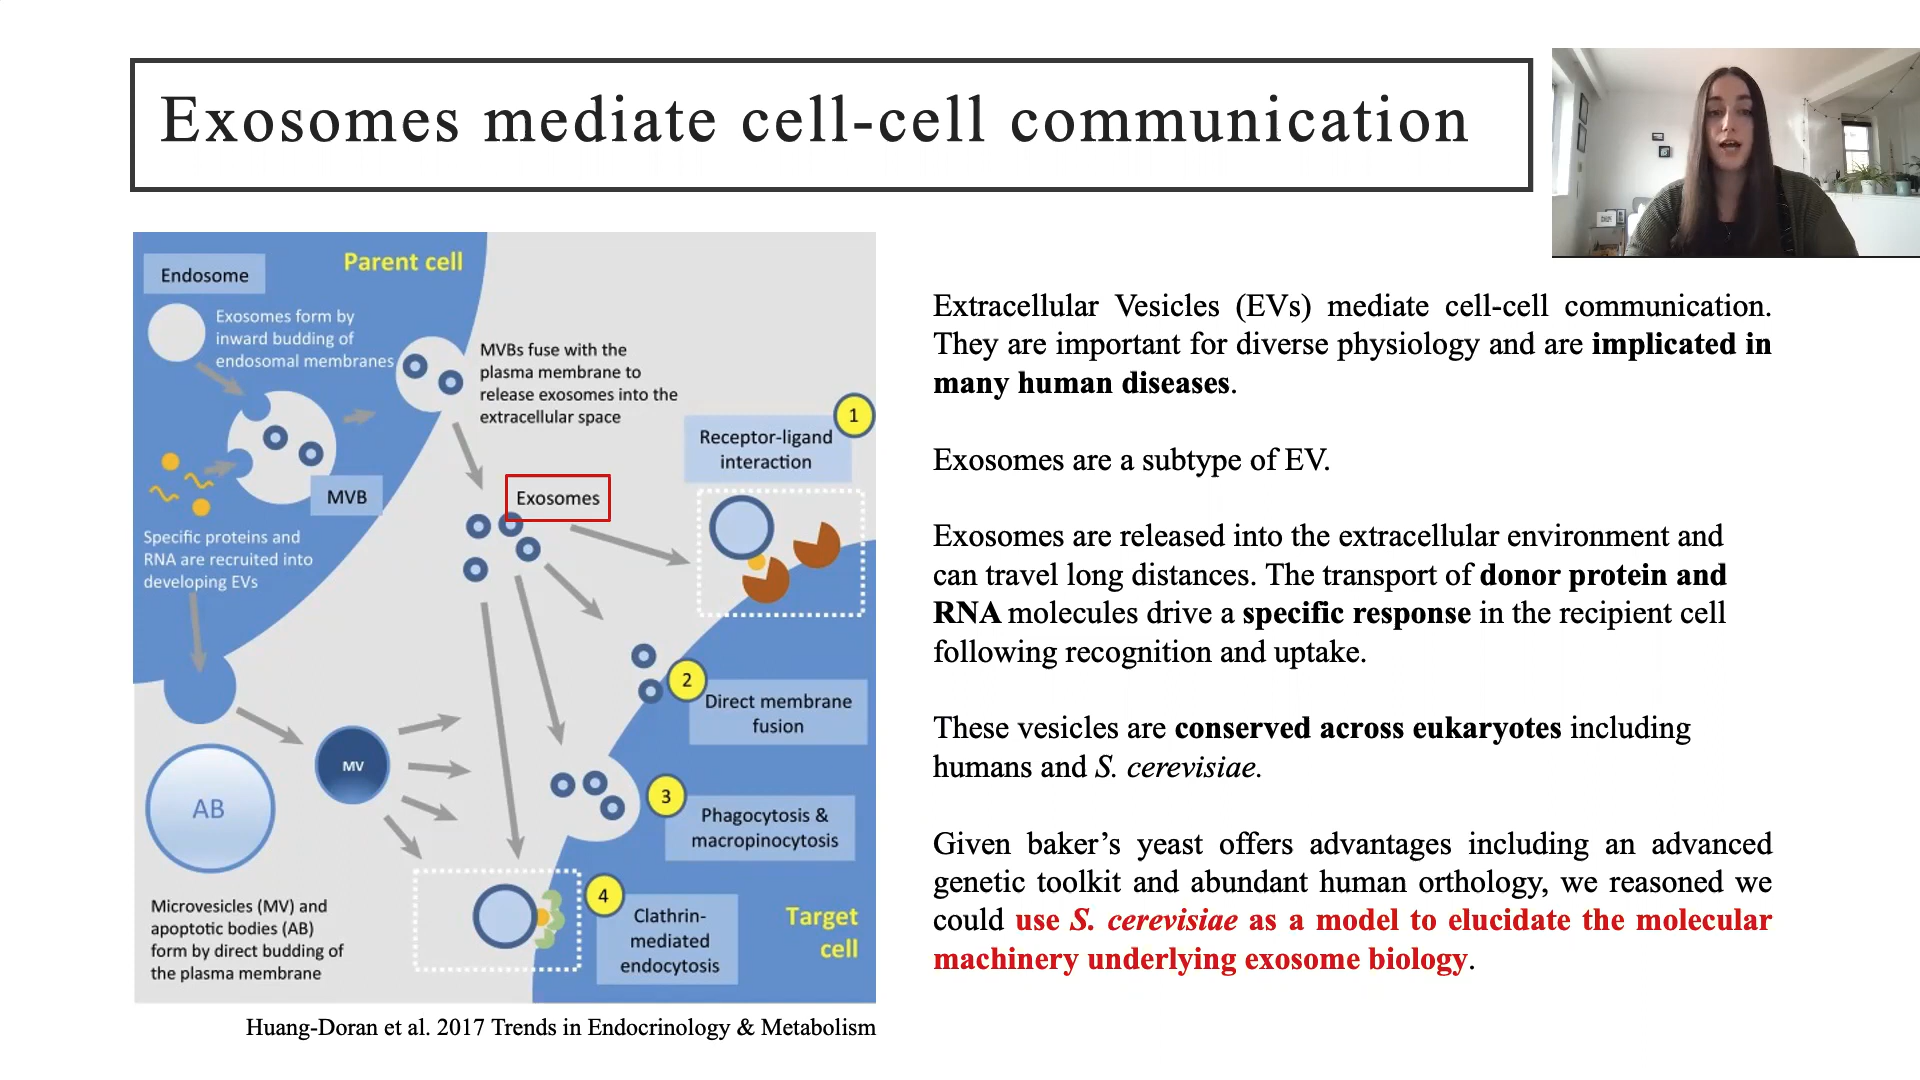 Exosomes mediate cell-cell communication
Endosome
Parent cell
Exosomes form by
inward budding of
endosomal membranes
MVBs fuse with the
plasma membrane to
release exosomes into the
extracellular space
1
Receptor-ligand
interaction
MVB
Exosomes
Specific proteins and
RNA are recruited into
developing EVs
2
Direct membrane
fusion
MV
AB
3
Phagocytosis &
macropinocytosis
4
Clathrin-
mediated
endocytosis
Target
cell
Microvesicles (MV) and
apoptotic bodies (AB)
form by direct budding of
the plasma membrane
Huang-Doran et al. 2017 Trends in Endocrinology & Metabolism
Extracellular Vesicles (EVs) mediate cell-cell communication.
They are important for diverse physiology and are implicated in
many human diseases.
Exosomes are a subtype of EV.
Exosomes are released into the extracellular environment and
can travel long distances. The transport of donor protein and
RNA molecules drive a specific response in the recipient cell
following recognition and uptake.
These vesicles are conserved across eukaryotes including
humans and S. cerevisiae.
Given baker’s yeast offers advantages including an advanced
genetic toolkit and abundant human orthology, we reasoned we
could use S. cerevisiae as a model to elucidate the molecular
machinery underlying exosome biology.